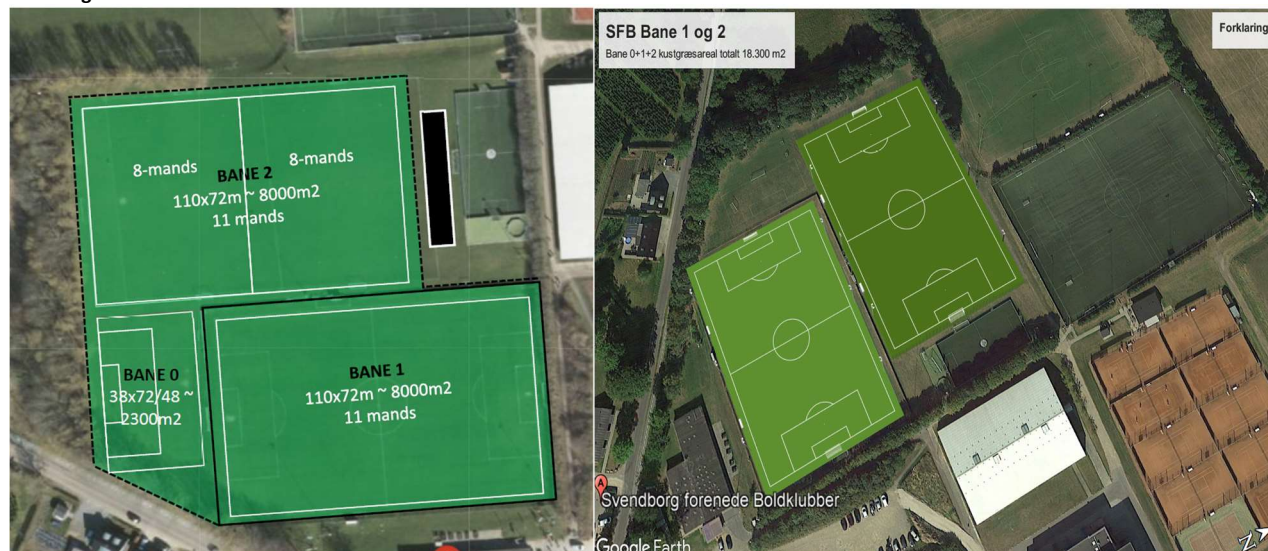 8-mands
8-mands
BANE 2
110x72m ~ 8000m2
11 mands
BANE 0
38x72/48 ~
2300m2
BANE 1
110x72m ~ 8000m2
11 mands
SFB Bane 1 og 2
Bane 0+1+2 kustgræsareal totalt 18.300 m2
Forklaring
A
Svendborg forenede Boldklubber
Google Earth
N